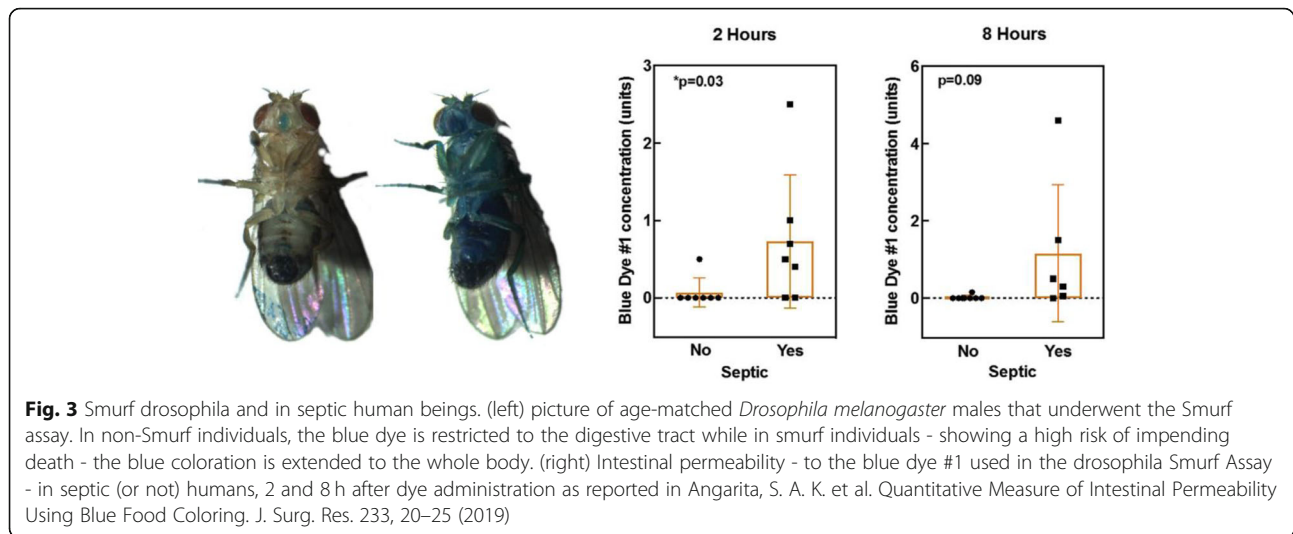 2 Hours
8 Hours
Blue Dye #1 concentration (units)
3
2
1
0
*p=0.03
No
Yes
Septic
Blue Dye #1 concentration (units)
6
4
2
0
p=0.09
No
Yes
Septic
Fig. 3 Smurf drosophila and in septic human beings. (left) picture of age-matched Drosophila melanogaster males that underwent the Smurf
assay. In non-Smurf individuals, the blue dye is restricted to the digestive tract while in smurf individuals - showing a high risk of impending
death - the blue coloration is extended to the whole body. (right) Intestinal permeability - to the blue dye #1 used in the drosophila Smurf Assay
- in septic (or not) humans, 2 and 8 h after dye administration as reported in Angarita, S. A. K. et al. Quantitative Measure of Intestinal Permeability
Using Blue Food Coloring. J. Surg. Res. 233, 20–25 (2019)